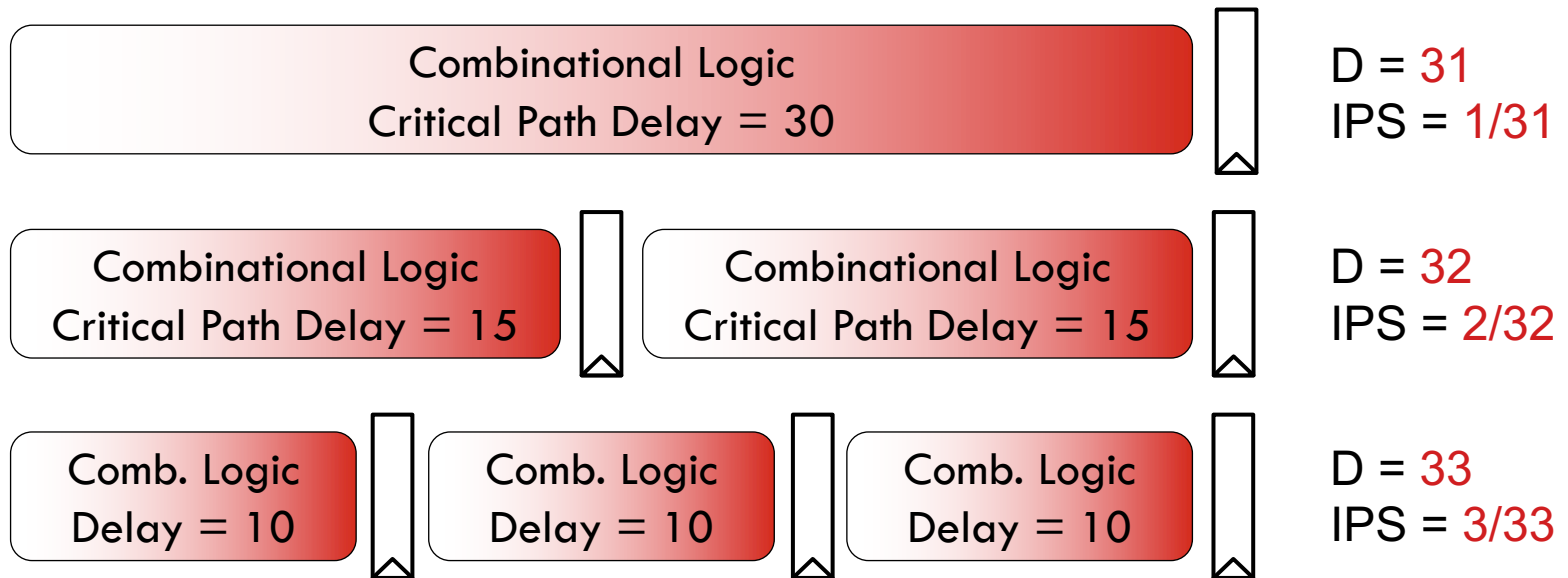 Combinational Logic
Critical Path Delay = 30
D = 31
IPS = 1/31
Combinational Logic
Critical Path Delay = 15
Combinational Logic
Critical Path Delay = 15
D = 32
IPS = 2/32
Comb. Logic
Delay = 10
Comb. Logic
Delay = 10
Comb. Logic
Delay = 10
D = 33
IPS = 3/33